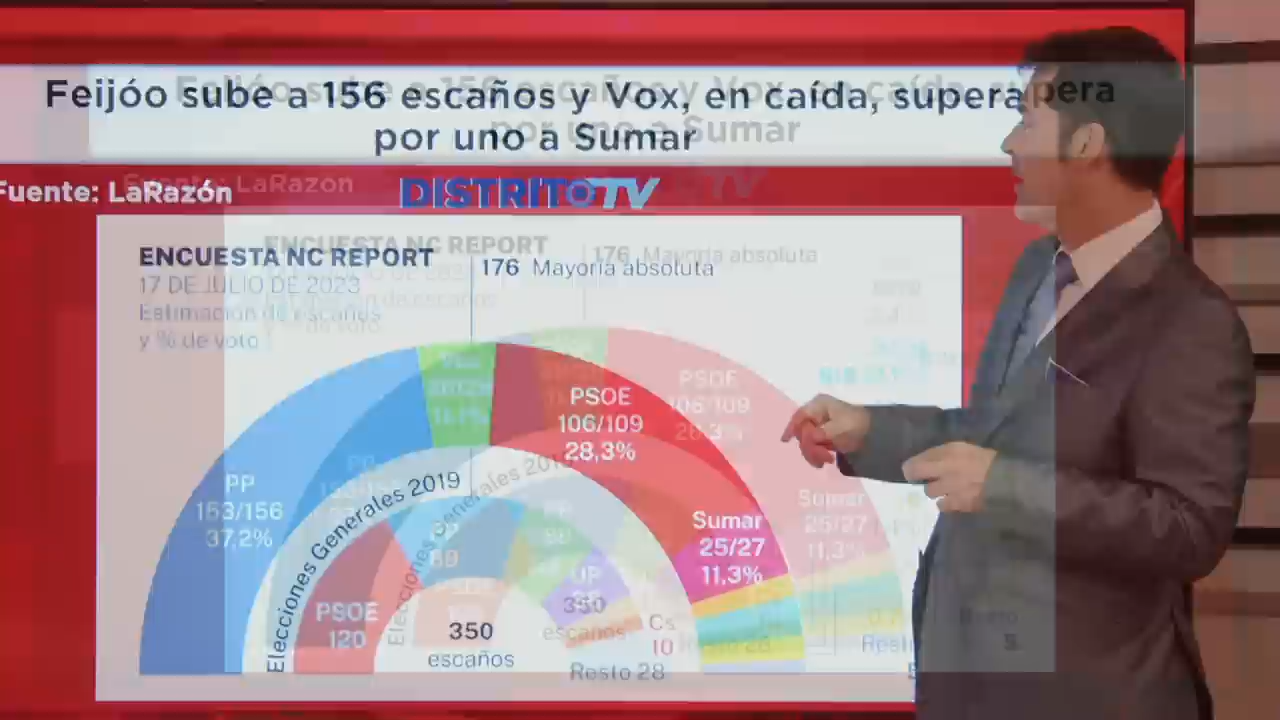 Feijóo sube a 156 escaños y Vox, en caída, supera
por uno a Sumar
Fuente: LaRazón
DISTRITOTV
ENCUESTA NC REPORT
17 DE JULIO DE 2023
Estimación de escaños
y % de voto
176 Mayoría absoluta
PSOE
106/109
28,3%
PP
153/156
37,2%
Sumar
25/27
11,3%
Elecciones Generales 2019
PSOE
120
350
escaños
Cs
10
Resto 28